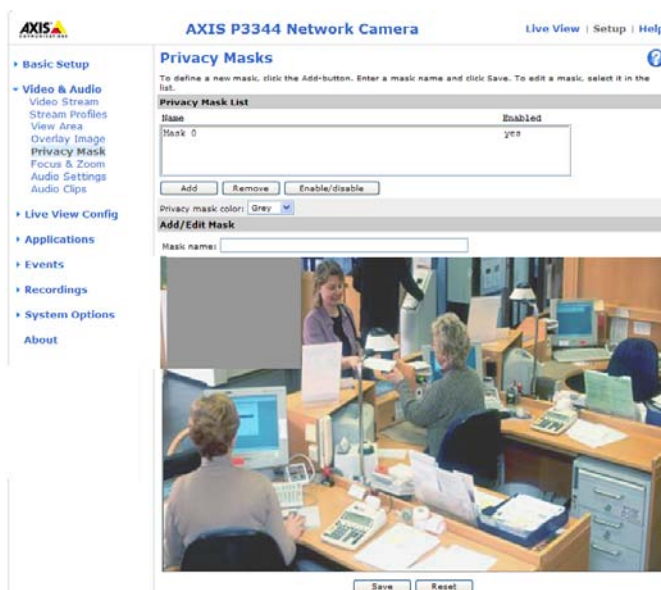 AXIS
COMMUNICATIONS
AXIS P3344 Network Camera
Live View | Setup | Help
Basic Setup
Video & Audio
Video Stream
Stream Profiles
View Area
Overlay Image
Privacy Mask
Focus & Zoom
Audio Settings
Audio Clips
Live View Config
Applications
Events
Recordings
System Options
About
Privacy Masks
?
To define a new mask, click the Add-button. Enter a mask name and click Save. To edit a mask, select it in the
list.
Privacy Mask List
Name Enabled
Mask 0 yes
Add Remove Enable/disable
Privacy mask color: Grey
Add/Edit Mask
Mask name:
Save Reset